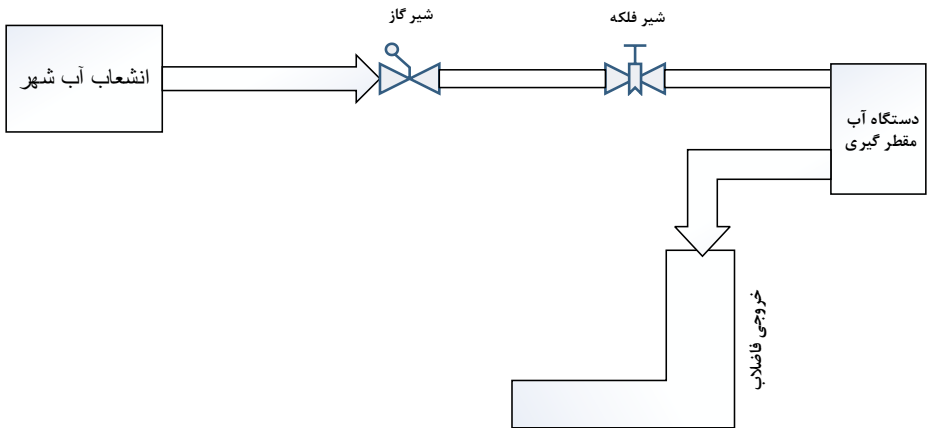 شیر گاز
شیر فلکه
انشعاب آب شهر
دستگاه آب
مقطر گیری
خروجی فاضلاب